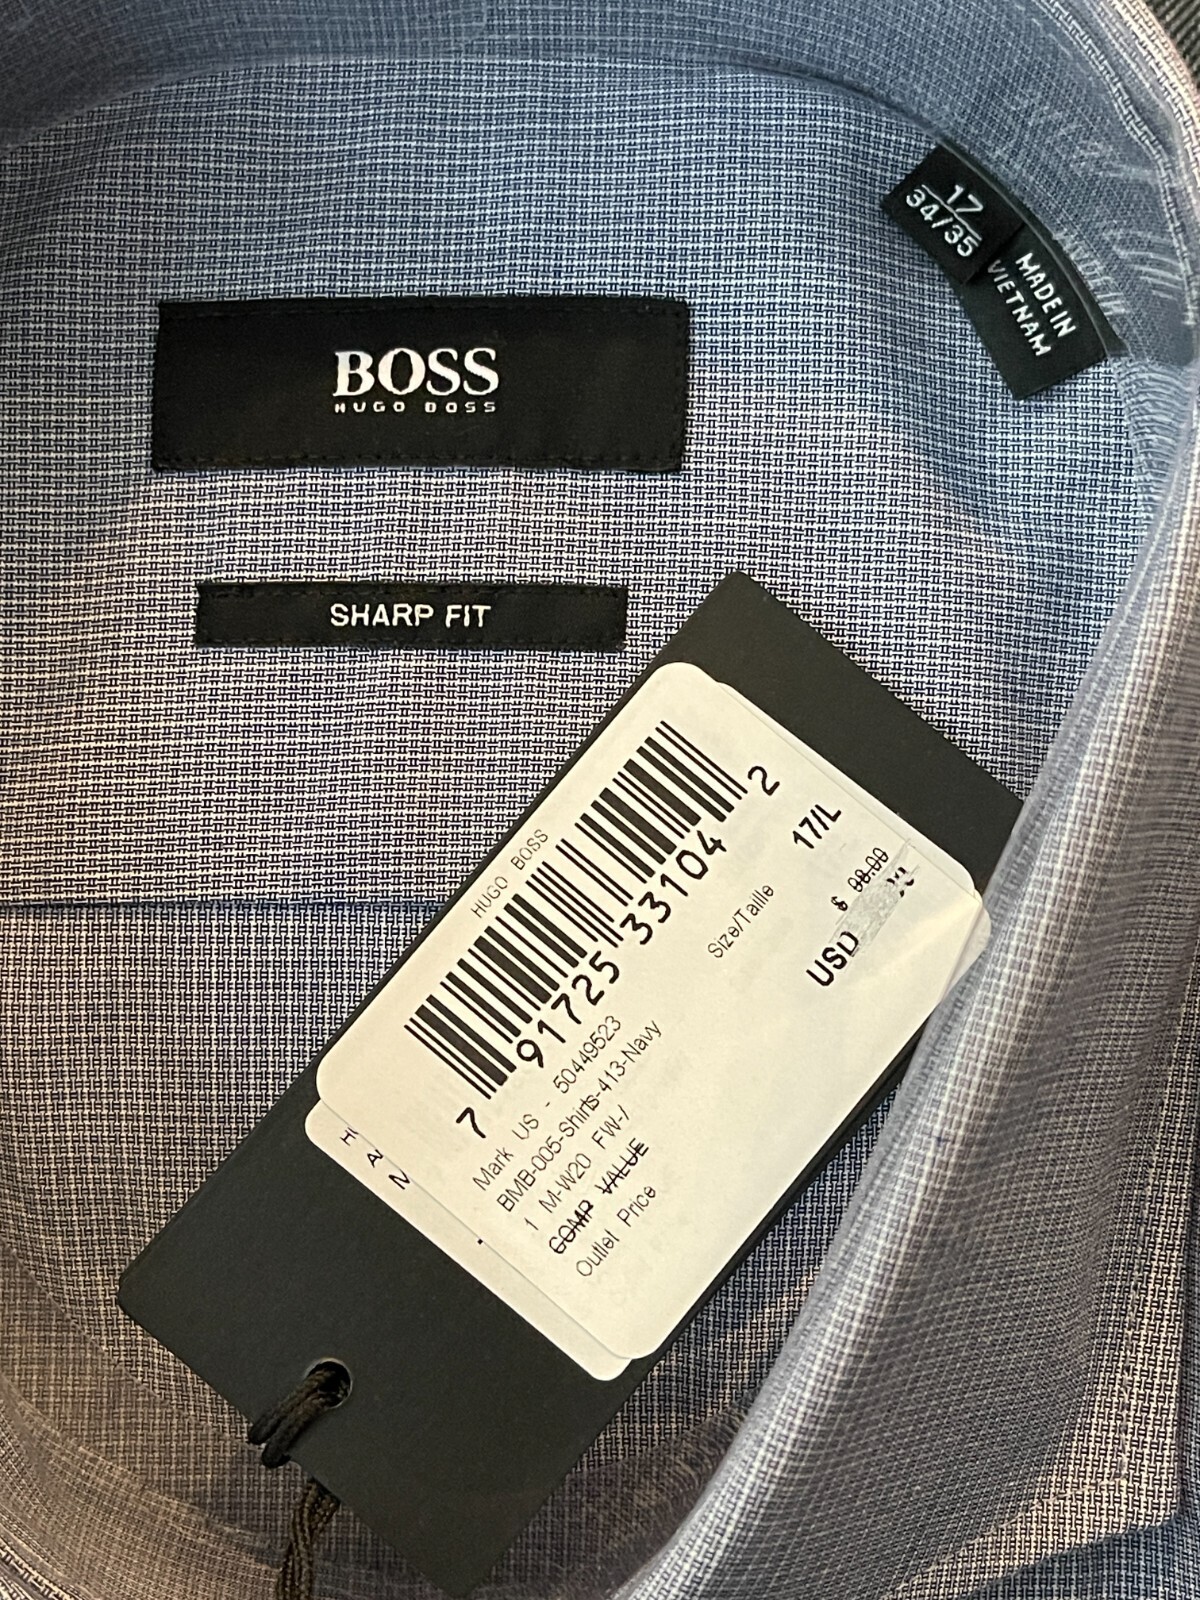 17
34/35
MADE IN
VIETNAM
BOSS
HUGO BOSS
SHARP FIT
HUGO BOSS
7 91725 33104 2
Mark US - 50449523
BMB-005-Shirts-413-Navy
1 M-W20 FW-/
Size/Taille 17/L
COMP VALUE $ 98.00
Outlet Price USD